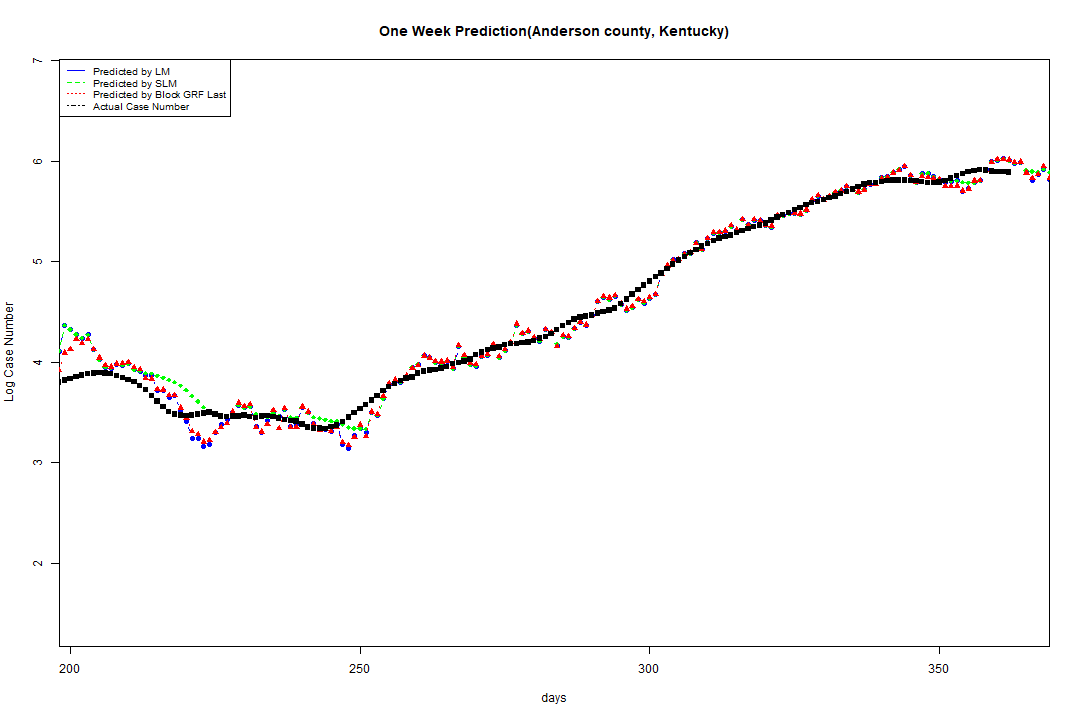 One Week Prediction(Anderson county, Kentucky)
7
Predicted by LM
Predicted by SLM
Predicted by Block GRF Last
Actual Case Number
6
5
4
3
2
Log Case Number
200
250
300
350
days